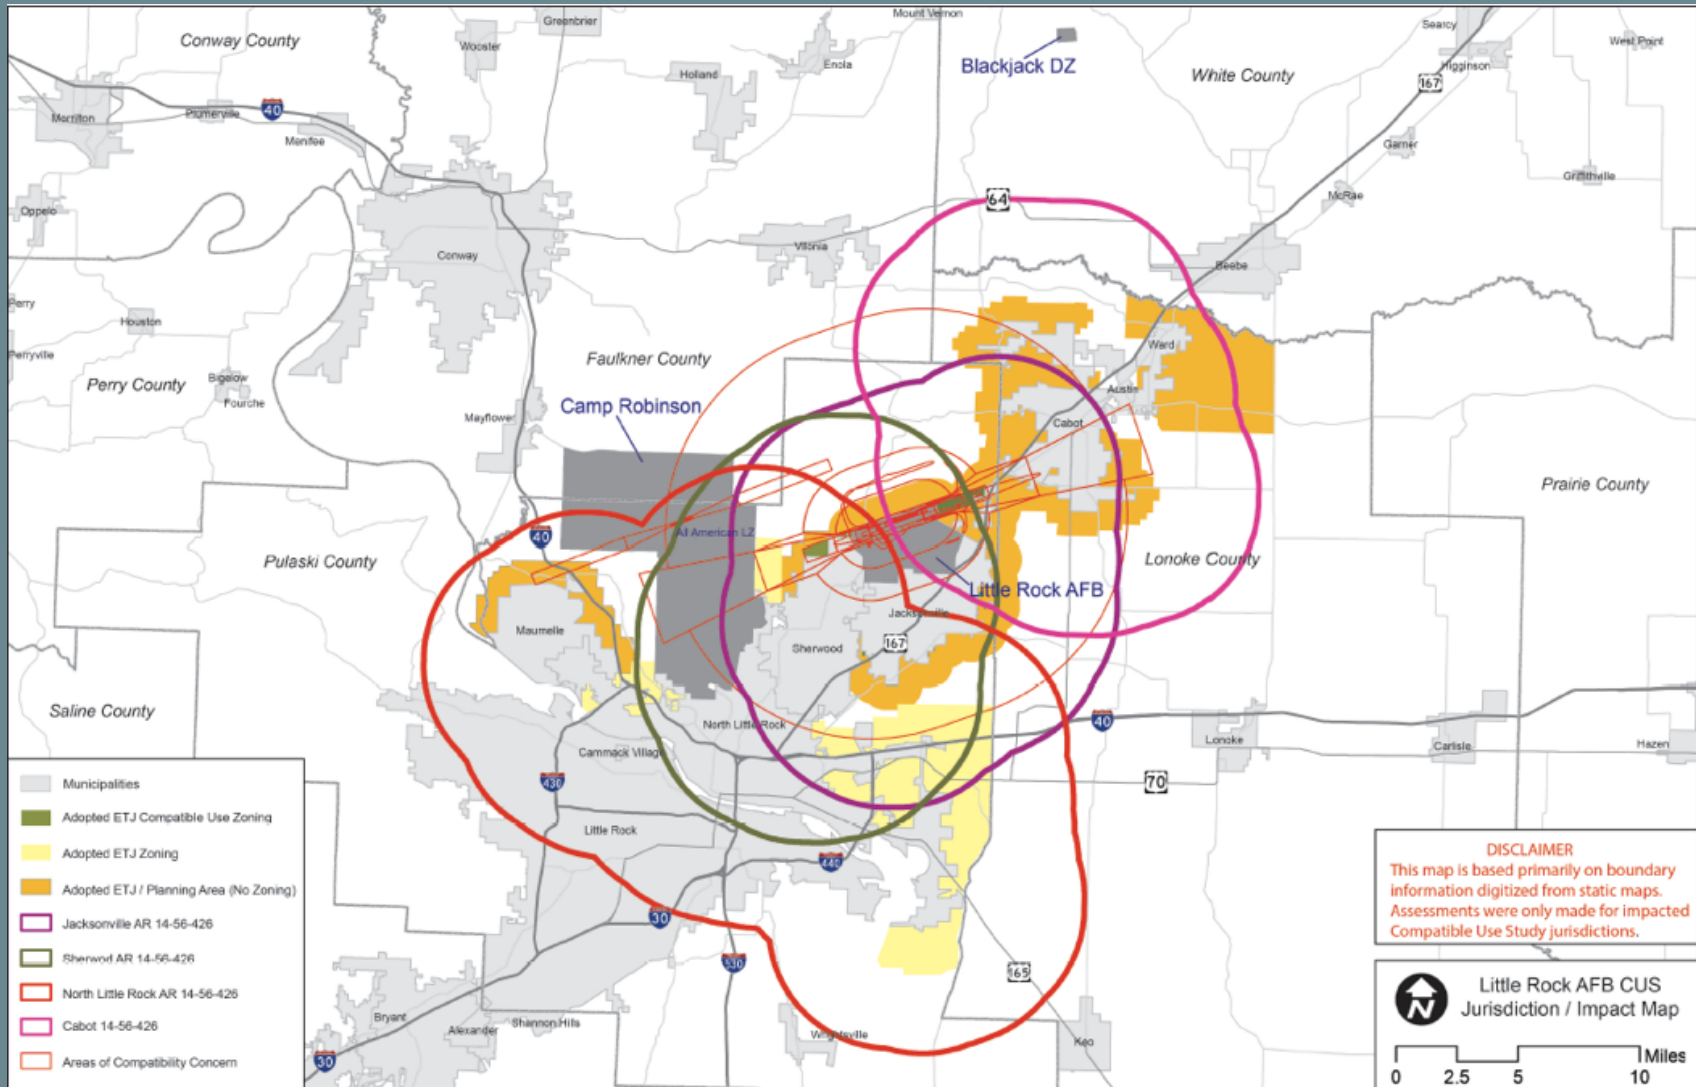 Greenbrier
Mount Vernon
Searcy
West Point
Conway County
Wooster
Enola
Blackjack DZ
White County
Higginson
Holland
167
Morrilton
Plumerville
40
Menifee
Garner
Griffithville
McRae
Oppelo
64
Conway
Vilonia
Beebe
Perry
Houston
Perryville
Faulkner County
Ward
Perry County
Bigelow
Fourche
Austin
Mayflower
Camp Robinson
Cabot
Prairie County
All American LZ
40
Pulaski County
Lonoke County
Little Rock AFB
Jacksonville
Maumelle
Sherwood
167
Saline County
North Little Rock
40
Lonoke
Carlisle
Hazen
Cammack Village
430
70
Little Rock
440
30
530
165
Bryant
Alexander
Shannon Hills
Wrightsville
Keo
30
Municipalities
Adopted ETJ Compatible Use Zoning
Adopted ETJ Zoning
Adopted ETJ / Planning Area (No Zoning)
Jacksonville AR 14-56-426
Sherwod AR 14-56-426
North Little Rock AR 14-56-426
Cabot 14-56-426
Areas of Compatibility Concern
DISCLAIMER
This map is based primarily on boundary
information digitized from static maps.
Assessments were only made for impacted
Compatible Use Study jurisdictions.
N
Little Rock AFB CUS
Jurisdiction / Impact Map
Miles
0 2.5 5 10